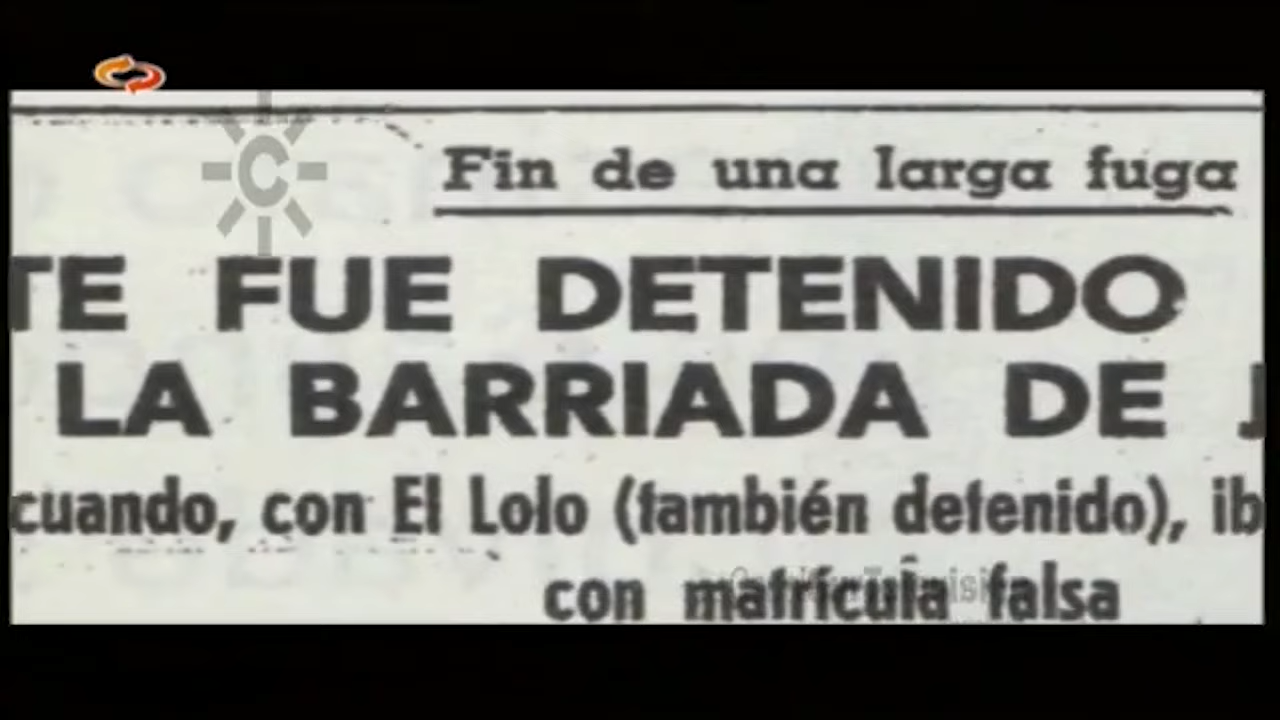 C
Fin de una larga fuga
TE FUE DETENIDO
LA BARRIADA DE J
cuando, con El Lolo (también detenido), ib
con matrícula falsa